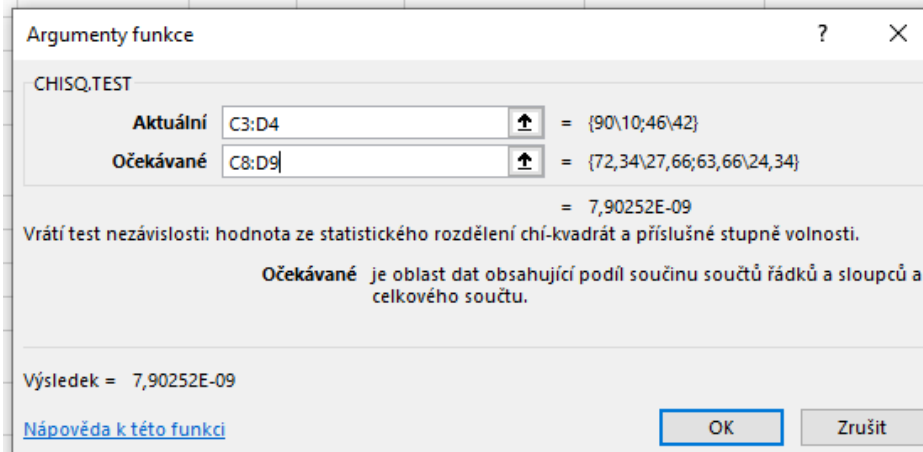 Argumenty funkce ? ×
CHISQ.TEST
Aktuální C3:D4 = {90\10;46\42}
Očekávané C8:D9 = {72,34\27,66;63,66\24,34}
= 7,90252E-09
Vrátí test nezávislosti: hodnota ze statistického rozdělení chí-kvadrát a příslušné stupně volnosti.
Očekávané je oblast dat obsahující podíl součinu součtů řádků a sloupců a
celkového součtu.
Výsledek = 7,90252E-09
Nápověda k této funkci OK Zrušit